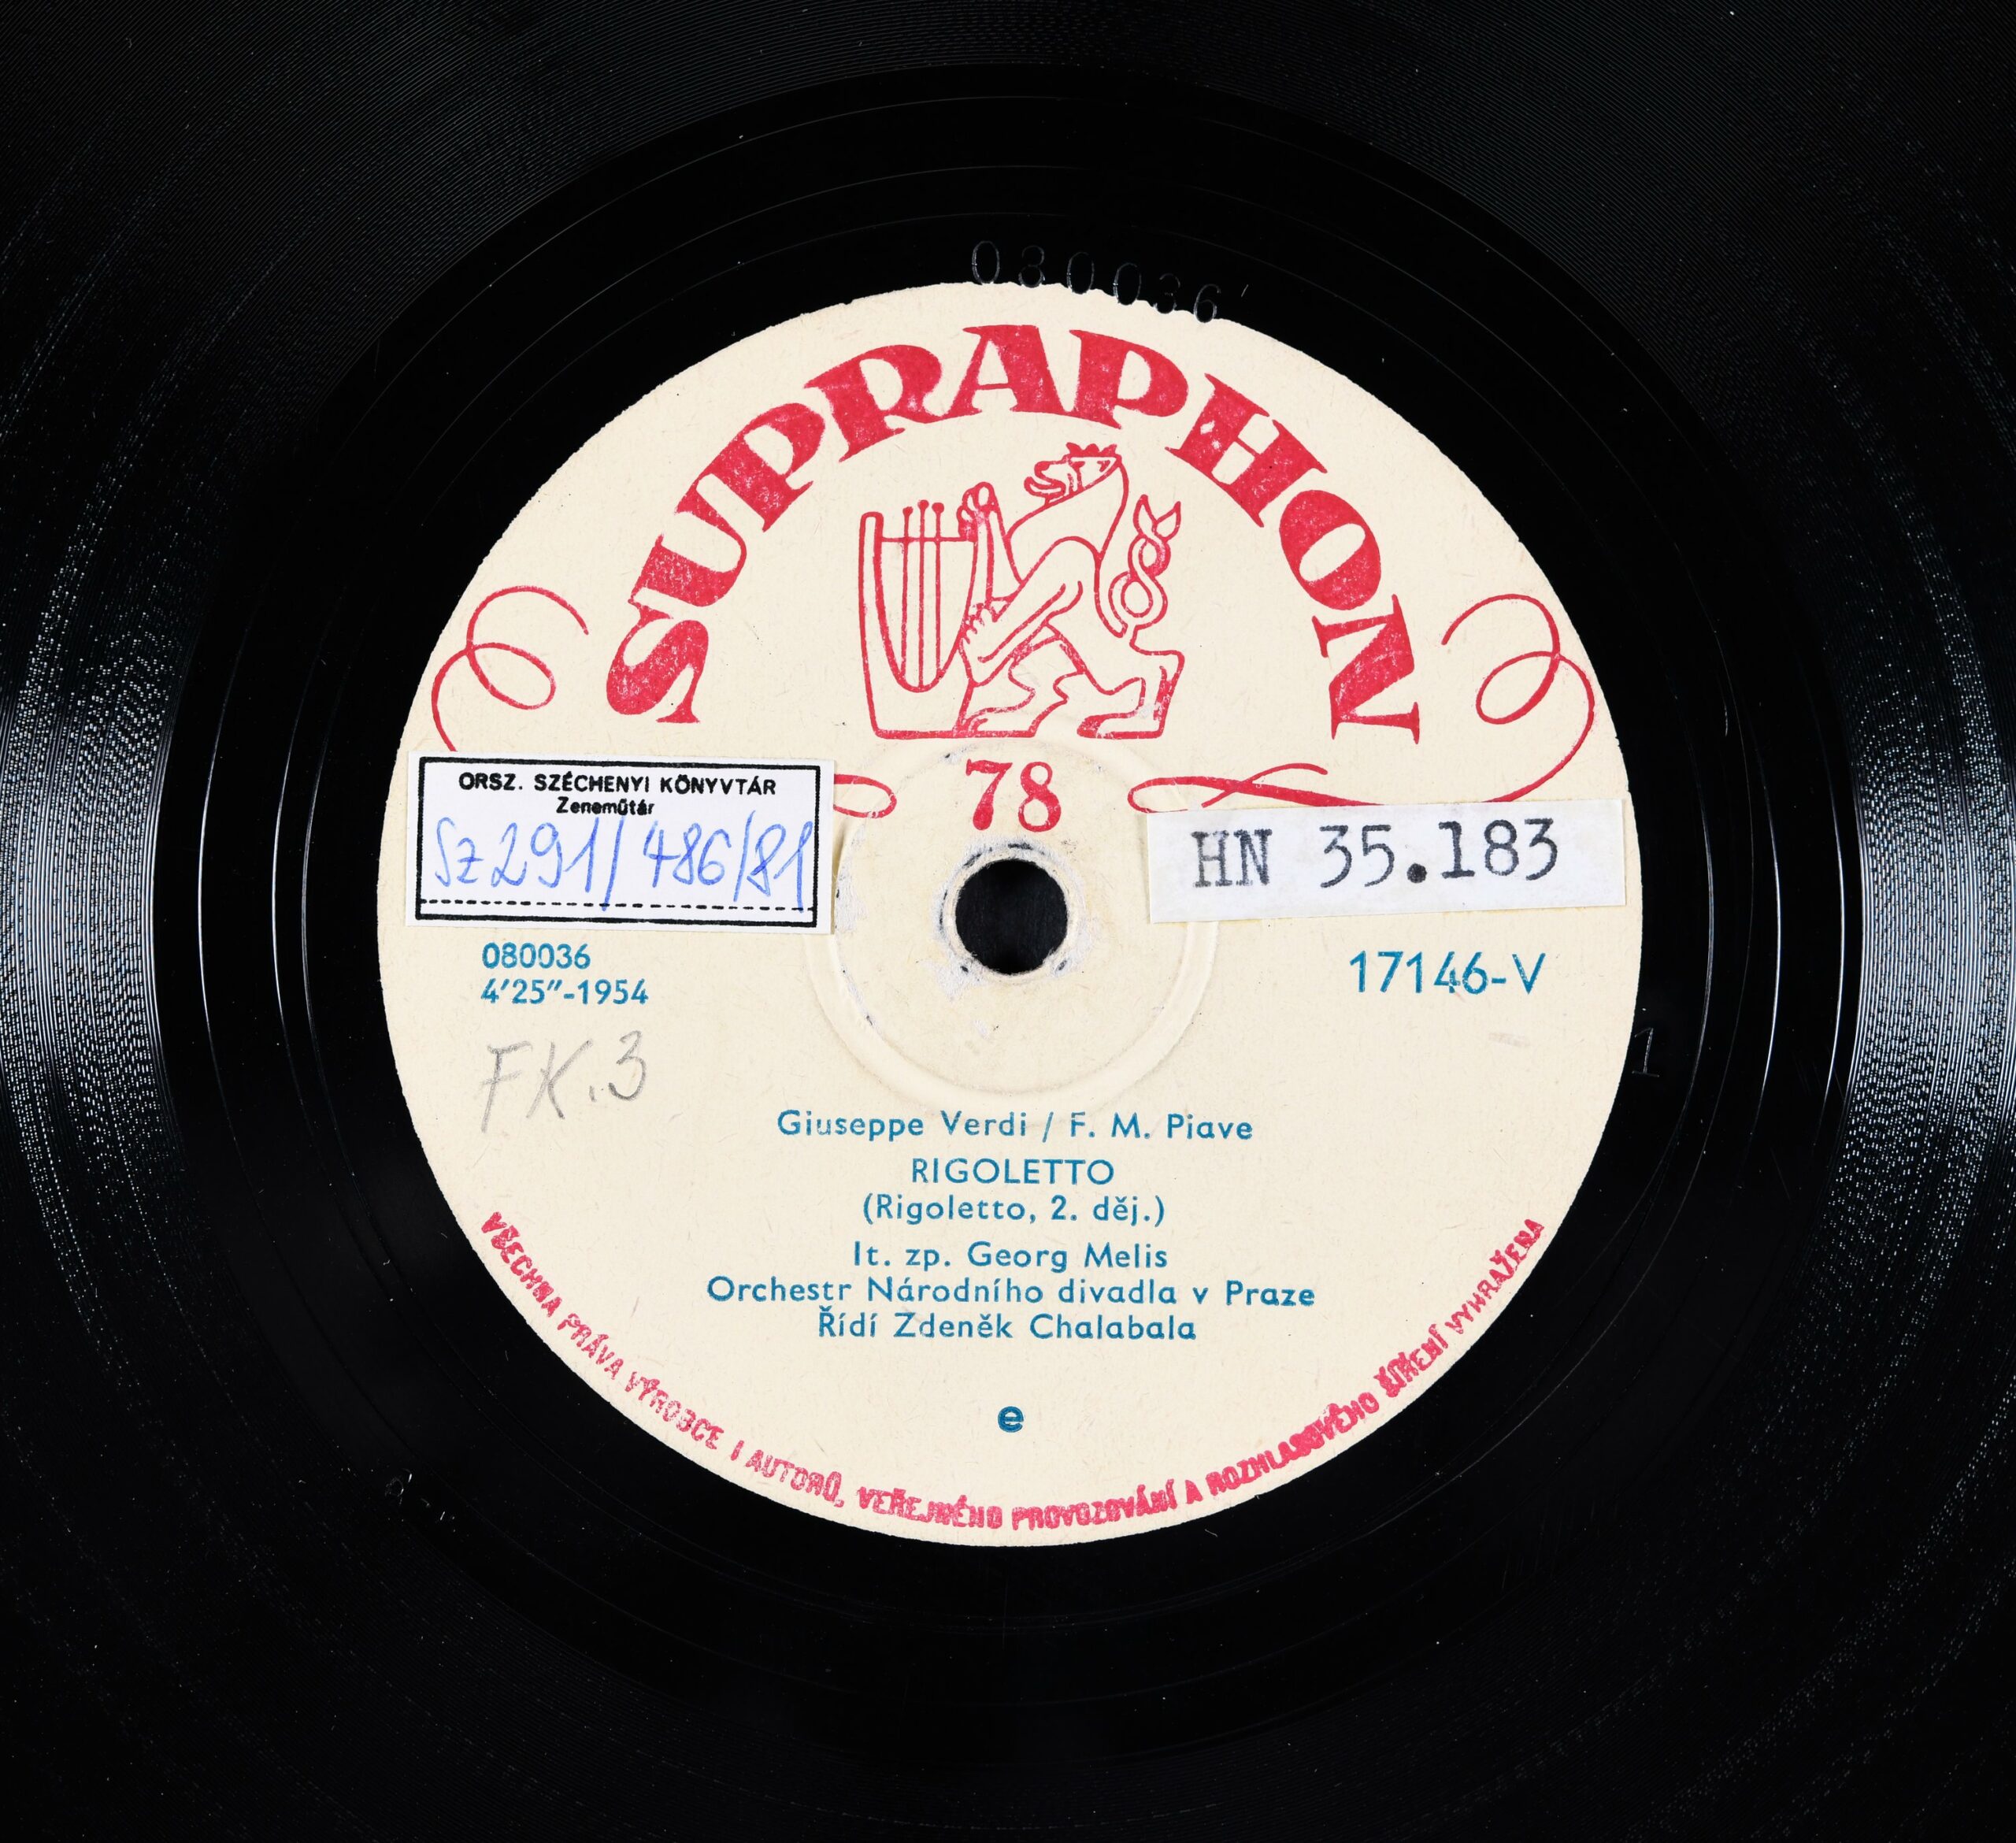 080036
SUPRAPHON
78
ORSZ. SZÉCHENYI KÖNYVTÁR
Zeneműtár
Sz 291/486/81
HN 35.183
080036
4'25"-1954
17146-V
FK.3
1
Giuseppe Verdi / F. M. Piave
RIGOLETTO
(Rigoletto, 2. děj.)
It. zp. Georg Melis
Orchestr Národního divadla v Praze
Řídí Zdeněk Chalabala
e
VŠECHNA PRÁVA VÝROBCE I AUTORŮ, VEŘEJNÉHO PROVOZOVÁNÍ A ROZHLASOVÉHO ŠÍŘENÍ VYHRAŽENA